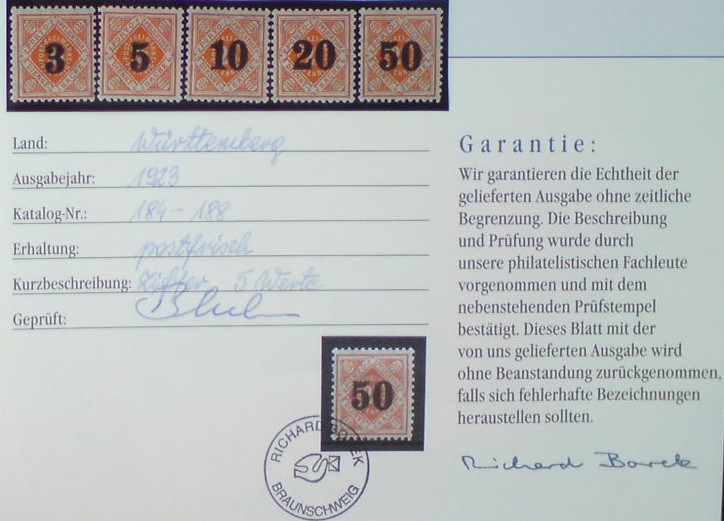 3 5 10 20 50
Land: Württemberg
Ausgabejahr: 1923
Katalog-Nr.: 184-188
Erhaltung: postfrisch
Kurzbeschreibung: Ziffer 5 Werte
Geprüft:
50
RICHARD BOREK
BRAUNSCHWEIG
Garantie:
Wir garantieren die Echtheit der
gelieferten Ausgabe ohne zeitliche
Begrenzung. Die Beschreibung
und Prüfung wurde durch
unsere philatelistischen Fachleute
vorgenommen und mit dem
nebenstehenden Prüfstempel
bestätigt. Dieses Blatt mit der
von uns gelieferten Ausgabe wird
ohne Beanstandung zurückgenommen,
falls sich fehlerhafte Bezeichnungen
herausstellen sollten.
Richard Borek